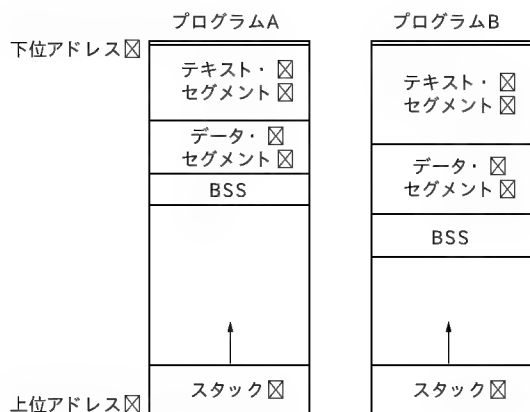 プログラムA
プログラムB
下位アドレス☒
テキスト・☒
セグメント☒
テキスト・☒
セグメント☒
データ・☒
セグメント☒
データ・☒
セグメント☒
BSS
BSS
スタック☒
スタック☒
上位アドレス☒